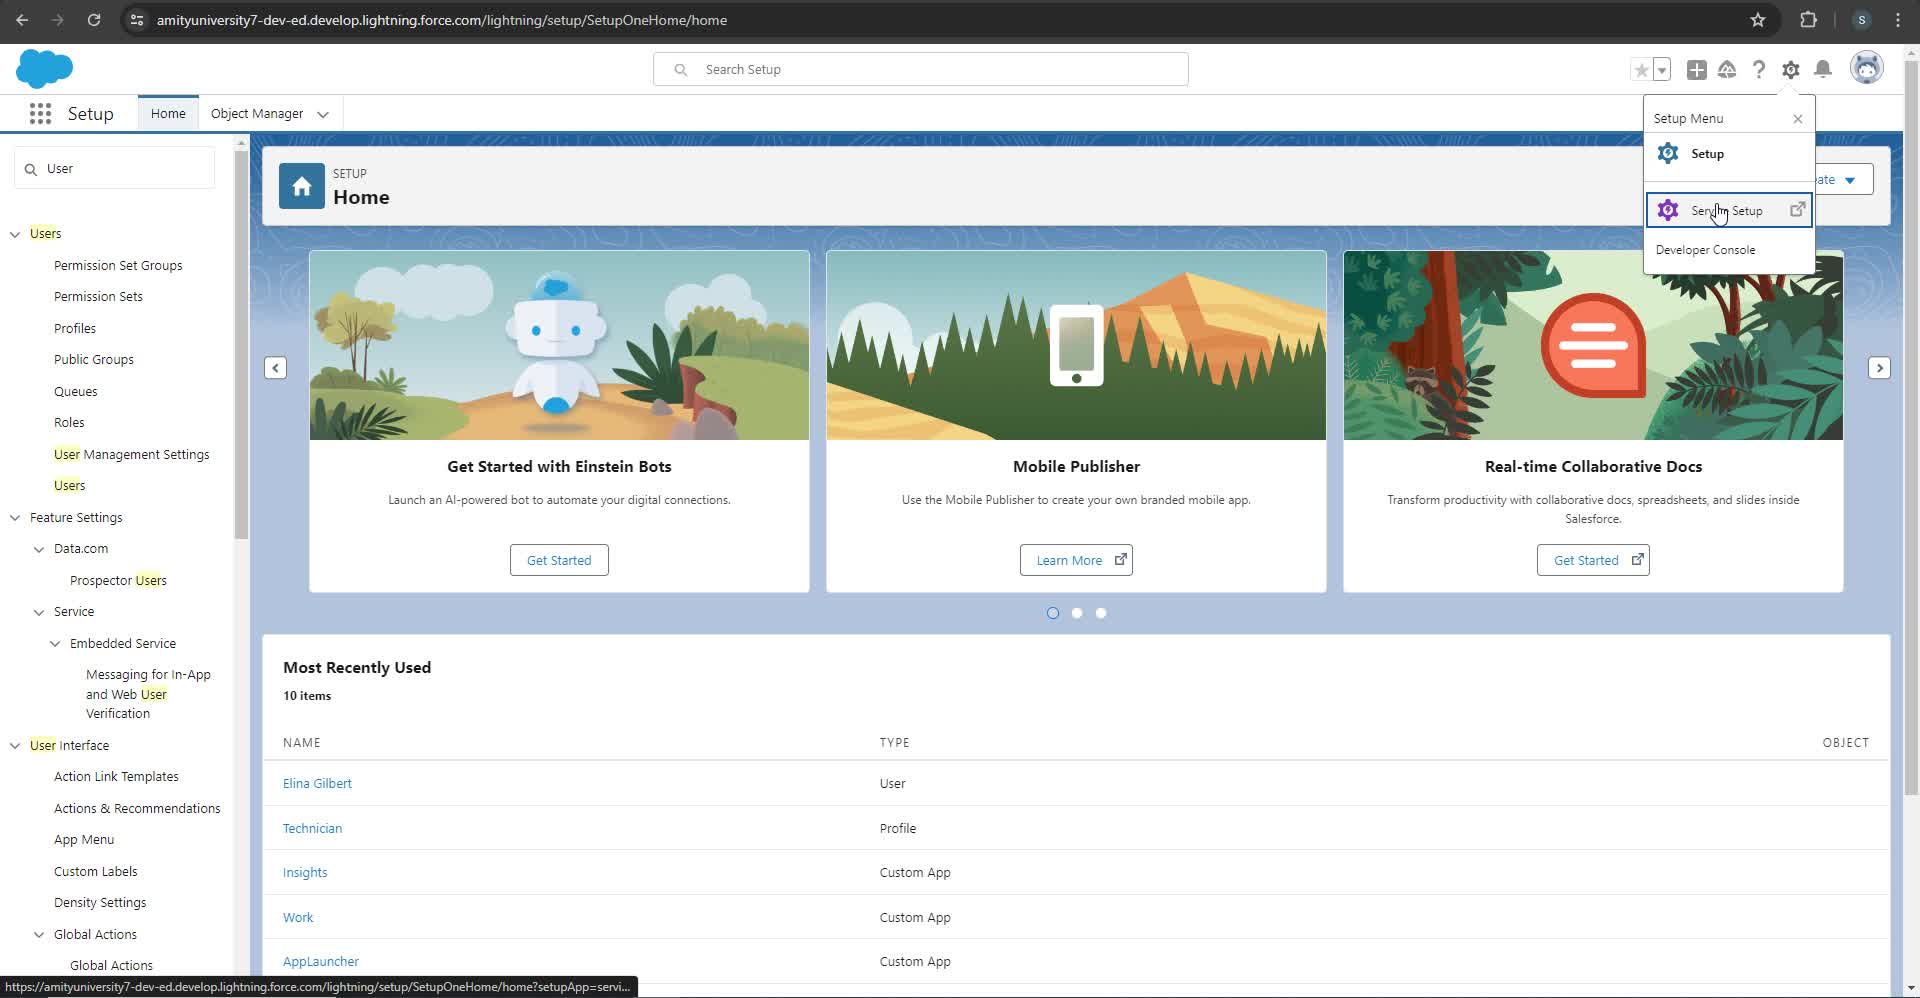 amityuniversity7-dev-ed.develop.lightning.force.com/lightning/setup/SetupOneHome/home
S
Search Setup
Setup
Home
Object Manager
Setup Menu
Setup
Service Setup
Developer Console
User
SETUP
Home
Users
Permission Set Groups
Permission Sets
Profiles
Public Groups
Queues
Roles
User Management Settings
Users
Feature Settings
Data.com
Prospector Users
Service
Embedded Service
Messaging for In-App
and Web User
Verification
User Interface
Action Link Templates
Actions & Recommendations
App Menu
Custom Labels
Density Settings
Global Actions
Global Actions
Get Started with Einstein Bots
Launch an AI-powered bot to automate your digital connections.
Get Started
Mobile Publisher
Use the Mobile Publisher to create your own branded mobile app.
Learn More
Real-time Collaborative Docs
Transform productivity with collaborative docs, spreadsheets, and slides inside
Salesforce.
Get Started
Most Recently Used
10 items
NAME TYPE OBJECT
Elina Gilbert User
Technician Profile
Insights Custom App
Work Custom App
AppLauncher Custom App
https://amityuniversity7-dev-ed.develop.lightning.force.com/lightning/setup/SetupOneHome/home?setupApp=servi...